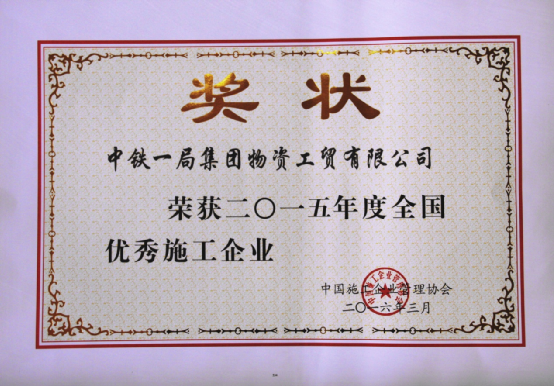 奖状
中铁一局集团物资工贸有限公司
荣获二〇一五年度全国
优秀施工企业
中国施工企业管理协会
二〇一六年三月